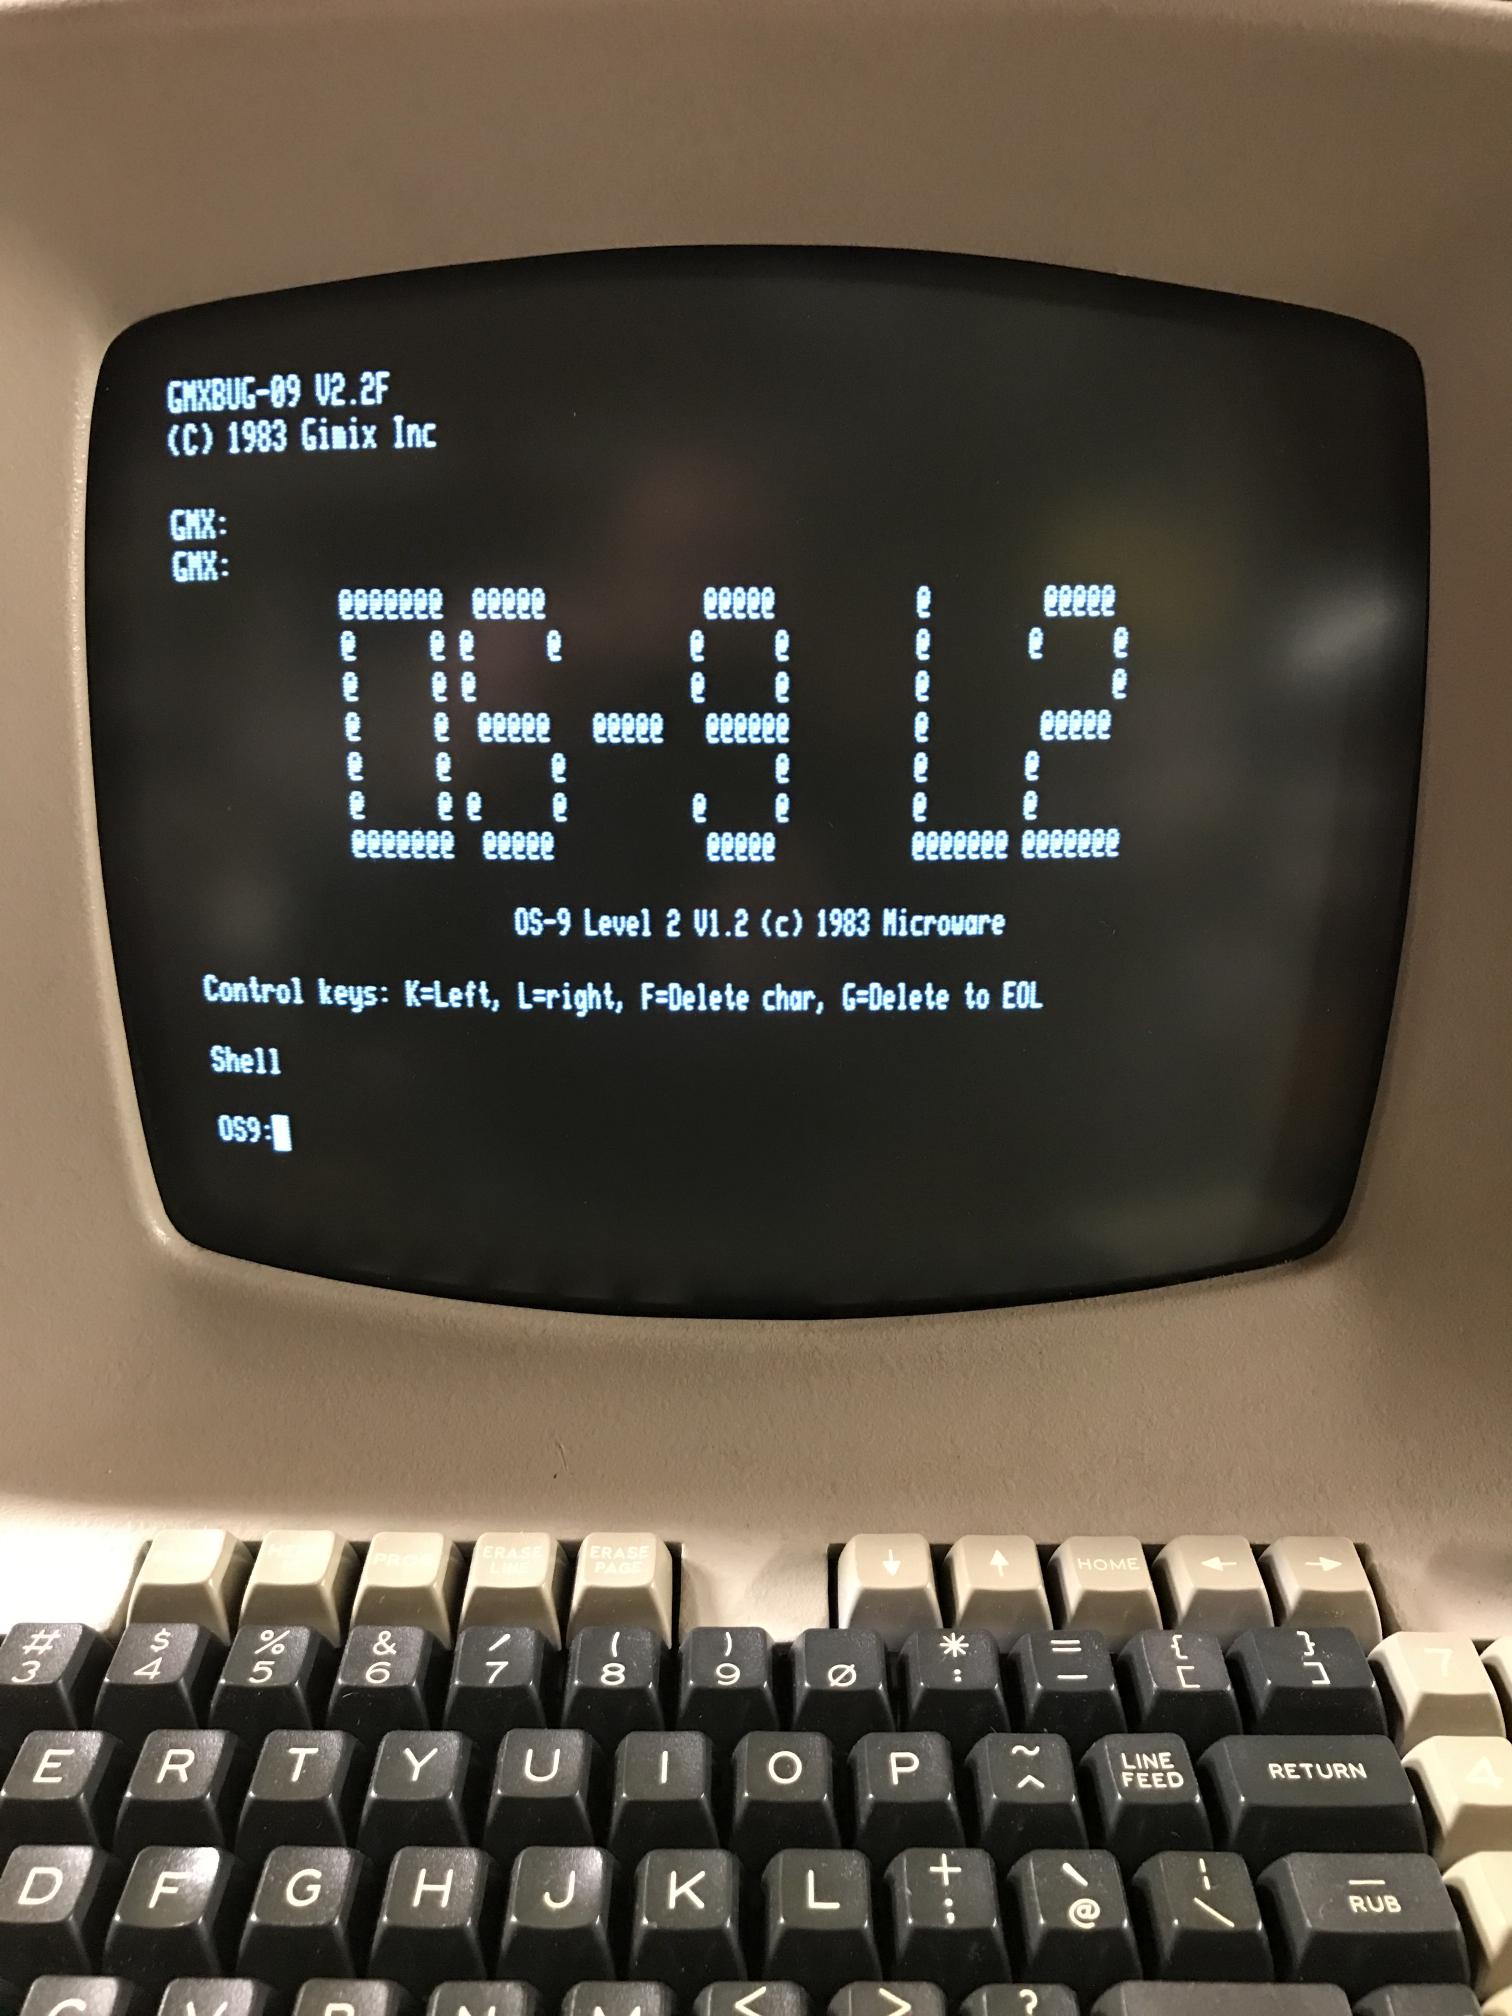 GMXBUG-09 V2.2F
(C) 1983 Gimix Inc
GMX:
GMX:
@@@@@@@ @@@@@ @@@@@ @ @@@@@
@ @ @ @ @ @ @ @ @
@ @ @ @ @ @ @
@ @ @@@@@ @@@@@ @@@@@@ @ @@@@@
@ @ @ @ @ @
@ @ @ @ @ @ @ @
@@@@@@@ @@@@@ @@@@@ @@@@@@@ @@@@@@@
OS-9 Level 2 V1.2 (c) 1983 Microware
Control keys: K=Left, L=right, F=Delete char, G=Delete to EOL
Shell
OS9:
ERASE LINE ERASE PAGE ↓ ↑ HOME ← →
# 3 $ 4 % 5 & 6 ' 7 ( 8 ) 9 Ø * : = - { [ } ] 7
E R T Y U I O P ~ ^ LINE FEED RETURN 4
D F G H J K L + ; ` @ ¦ \ — RUB
C V B N M < > ?